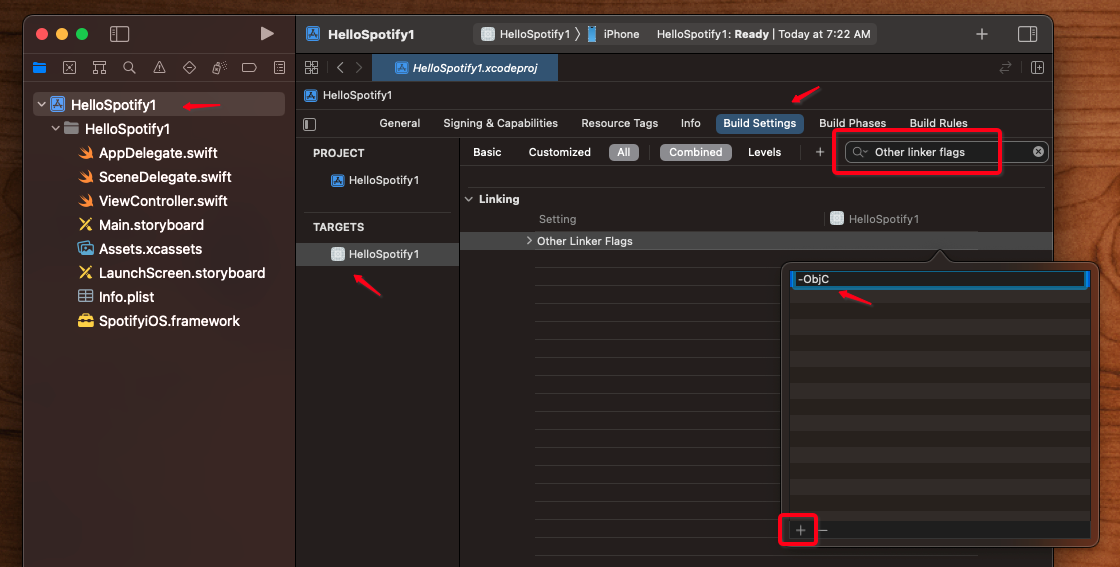 HelloSpotify1
HelloSpotify1
AppDelegate.swift
SceneDelegate.swift
ViewController.swift
Main.storyboard
Assets.xcassets
LaunchScreen.storyboard
Info.plist
SpotifyiOS.framework
HelloSpotify1
HelloSpotify1 iPhone HelloSpotify1: Ready | Today at 7:22 AM
HelloSpotify1.xcodeproj
HelloSpotify1
General Signing & Capabilities Resource Tags Info Build Settings Build Phases Build Rules
PROJECT
HelloSpotify1
TARGETS
HelloSpotify1
Basic Customized All Combined Levels + Other linker flags
Linking
Setting HelloSpotify1
Other Linker Flags
-ObjC